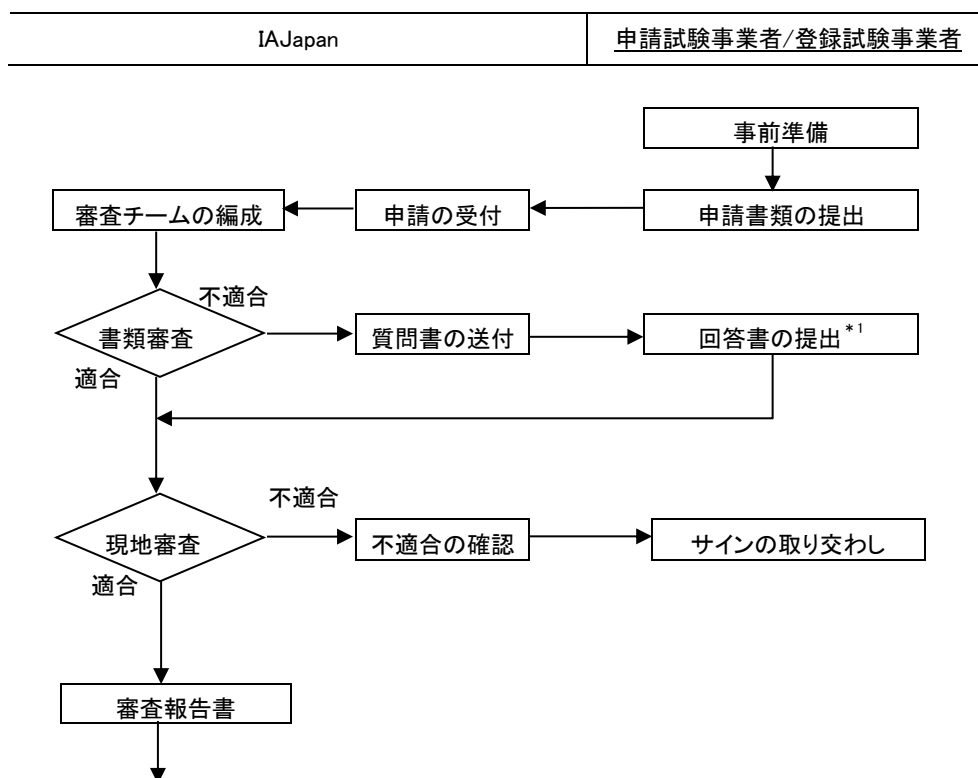 IAJapan
申請試験事業者/登録試験事業者
事前準備
審査チームの編成
申請の受付
申請書類の提出
不適合
書類審査
質問書の送付
回答書の提出*1
適合
不適合
現地審査
不適合の確認
サインの取り交わし
適合
審査報告書